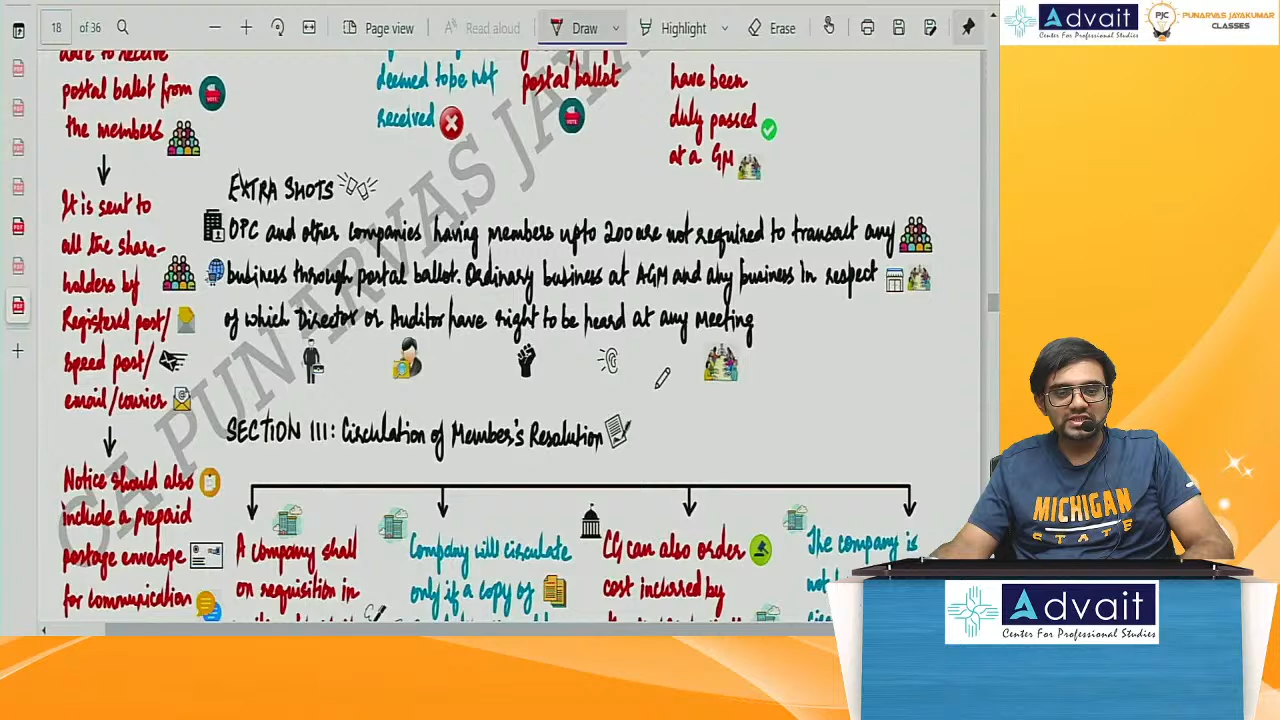 18 of 36
Page view
Read aloud
Draw
Highlight
Erase
Advait
Center For Professional Studies
PJC
PUNARVAS JAYAKUMAR
CLASSES
postal ballot from
the members
VOTE
It is sent to
all the share-
holders by
Registered post/
Speed post/
email/courier
Notice should also
include a prepaid
postage envelope
for communication
deemed to be not
received
postal ballot
VOTE
have been
duly passed
at a GM
EXTRA SHOTS
OPC and other companies having members upto 200 are not required to transact any
business through postal ballot. Ordinary business at AGM and any business in respect
of which Director or Auditor have right to be heard at any Meeting
SECTION 111: Circulation of Member's Resolution
A company shall
on requisition in
Company will circulate
only if a copy of
CG can also order
cost incurred by
The company is
CA PUNARVAS JAYA
MICHIGAN
STATE
Advait
Center For Professional Studies